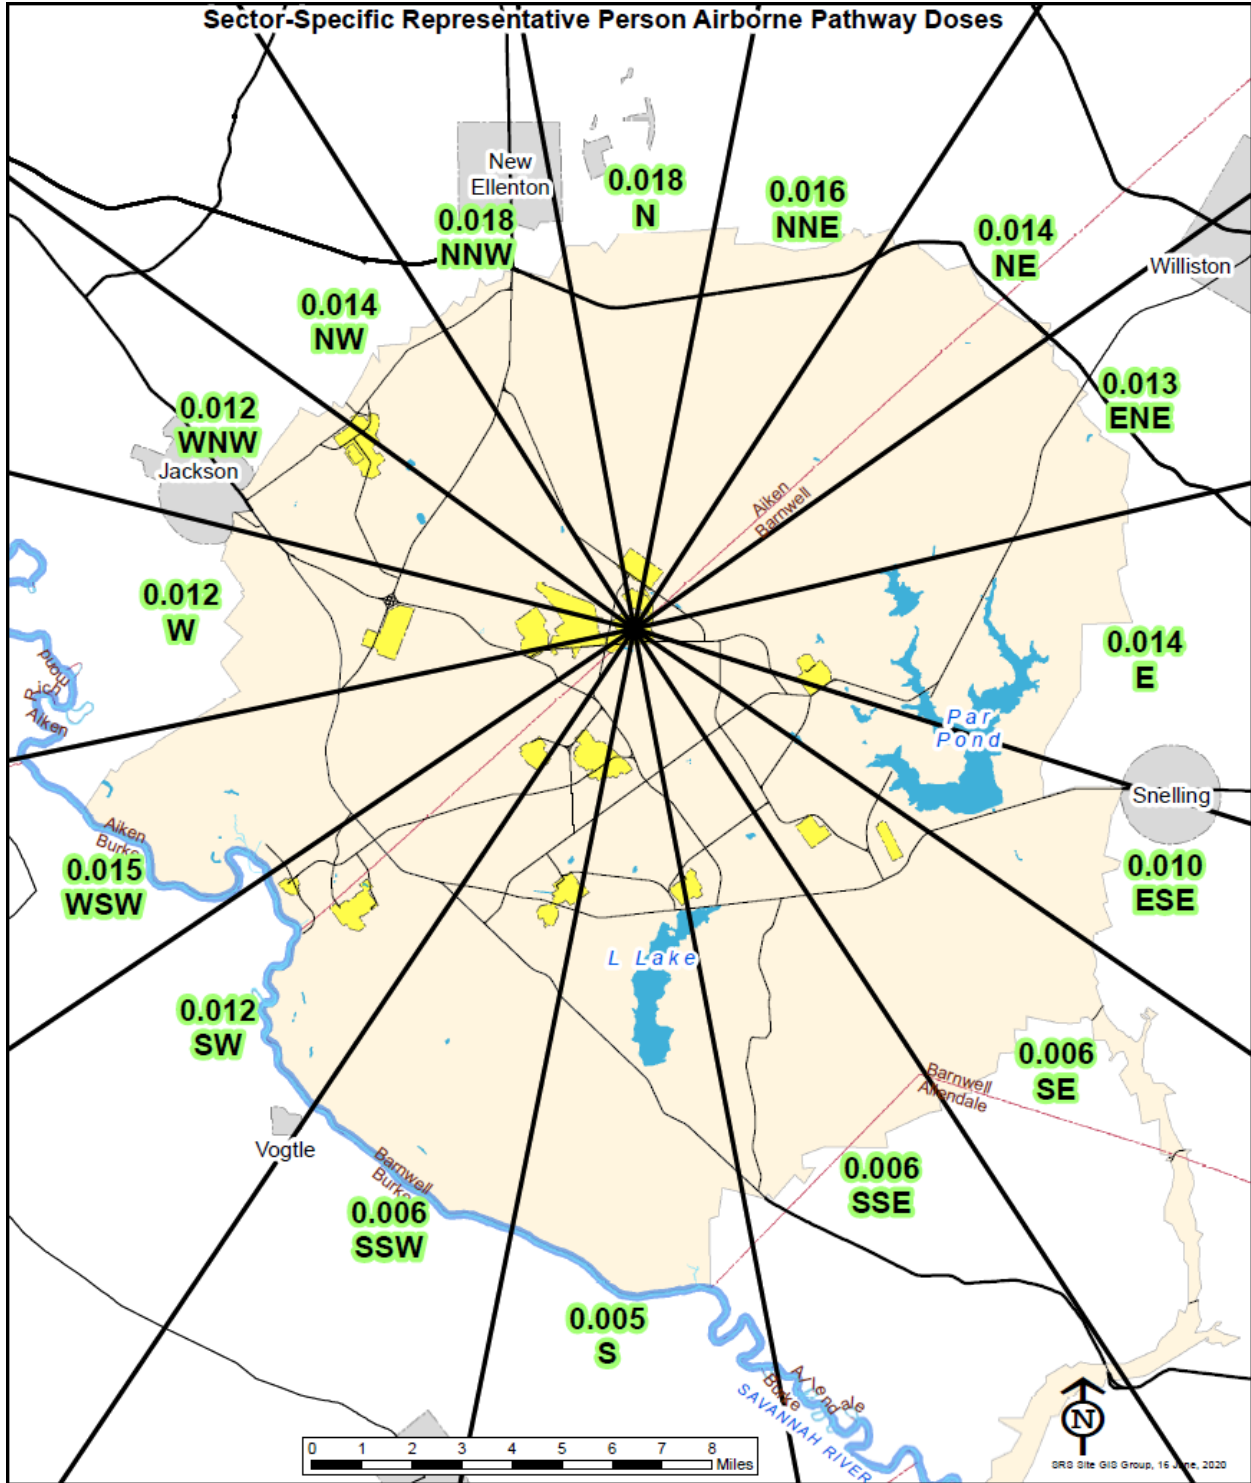 Sector-Specific Representative Person Airborne Pathway Doses
New
Ellenton
0.018
N
0.016
NNE
0.018
NNW
0.014
NE
Williston
0.014
NW
0.013
ENE
0.012
WNW
Jackson
Aiken
Barnwell
0.012
W
0.014
E
Richmond
Aiken
Par
Pond
Snelling
Aiken
Burke
0.015
WSW
0.010
ESE
L Lake
0.012
SW
0.006
SE
Barnwell
Allendale
Vogtle
Barnwell
Burke
0.006
SSE
0.006
SSW
0.005
S
Allendale
Burke
SAVANNAH RIVER
N
0 1 2 3 4 5 6 7 8
Miles
SRS Site GIS Group, 16 June, 2020